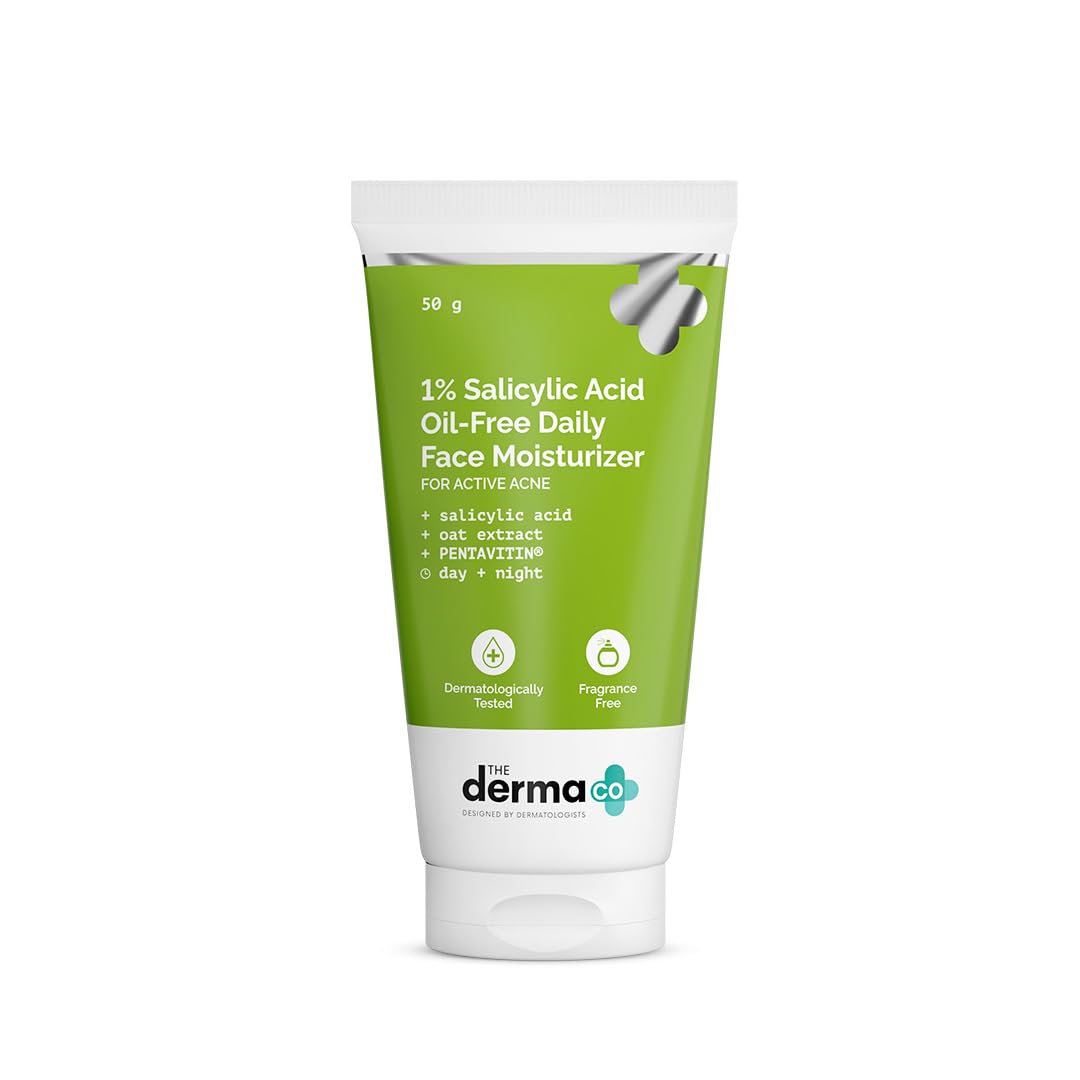 50 g
1% Salicylic Acid
Oil-Free Daily
Face Moisturizer
FOR ACTIVE ACNE
+ salicylic acid
+ oat extract
+ PENTAVITIN®
day + night
Dermatologically
Tested
Fragrance
Free
THE
derma co
DESIGNED BY DERMATOLOGISTS